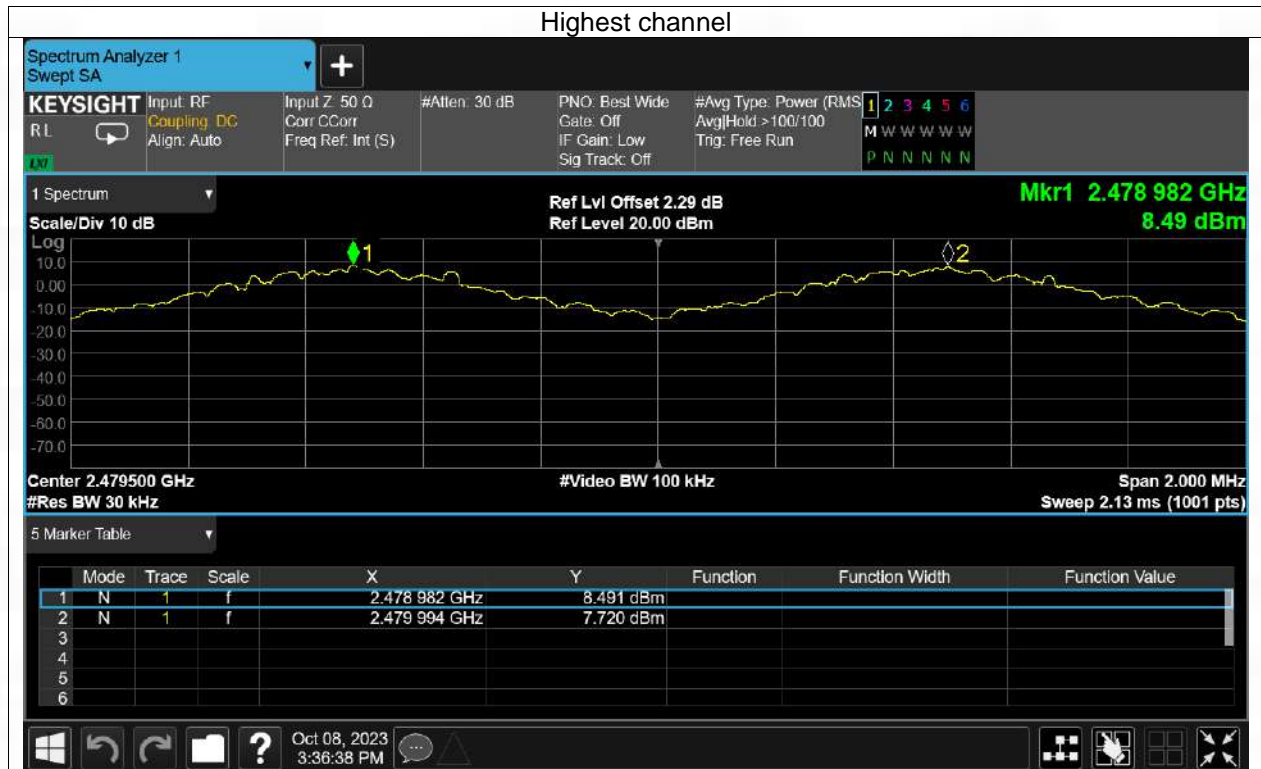 Highest channel
Spectrum Analyzer 1
Swept SA
KEYSIGHT Input: RF Input Z: 50 Ω #Atten: 30 dB PNO: Best Wide #Avg Type: Power (RMS 1 2 3 4 5 6
RL Coupling: DC Corr CCorr Gate: Off Avg|Hold:>100/100 M W W W W W
Align: Auto Freq Ref: Int (S) IF Gain: Low Trig: Free Run
LXI Sig Track: Off P N N N N N
1 Spectrum Ref Lvl Offset 2.29 dB Mkr1 2.478 982 GHz
Scale/Div 10 dB Ref Level 20.00 dBm 8.49 dBm
Log
1 2
10.0
0.00
-10.0
-20.0
-30.0
-40.0
-50.0
-60.0
-70.0
Center 2.479500 GHz #Video BW 100 kHz Span 2.000 MHz
#Res BW 30 kHz Sweep 2.13 ms (1001 pts)
5 Marker Table
Mode Trace Scale X Y Function Function Width Function Value
1 N 1 f 2.478 982 GHz 8.491 dBm
2 N 1 f 2.479 994 GHz 7.720 dBm
3
4
5
6
? Oct 08, 2023
3:36:38 PM